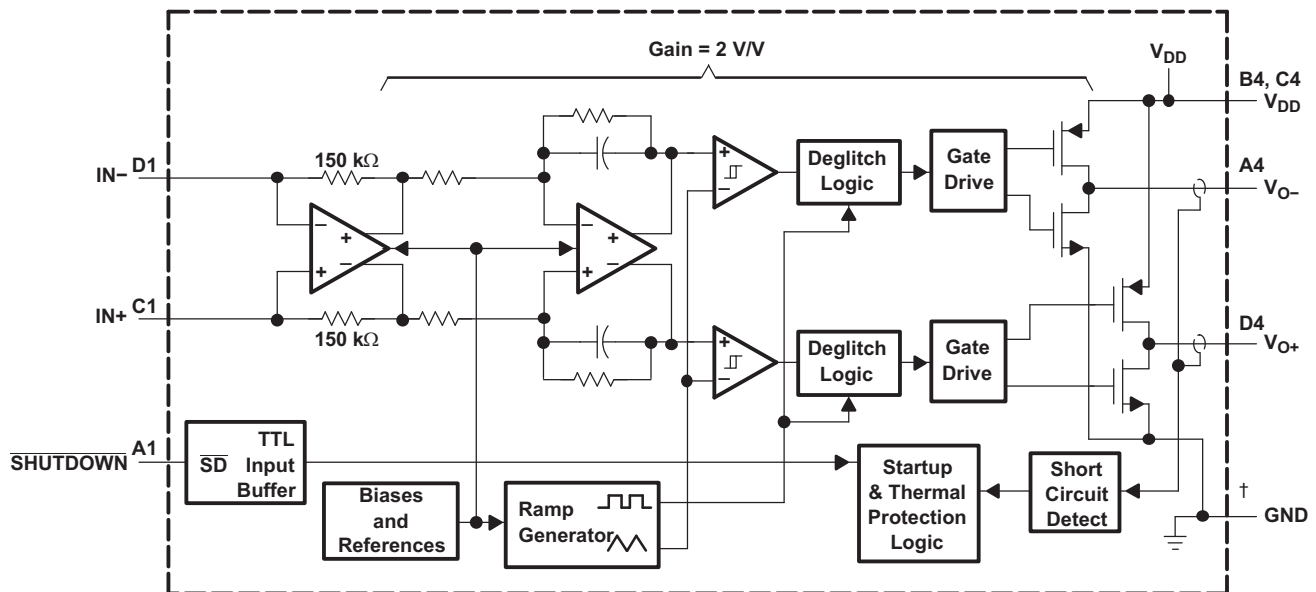 Gain = 2 V/V
VDD
B4, C4
VDD
IN− D1
150 kΩ
+
−
Deglitch
Logic
Gate
Drive
A4
VO−
−
+
−
+
−
+
−
+
IN+ C1
150 kΩ
+
−
Deglitch
Logic
Gate
Drive
D4
VO+
SHUTDOWN A1
SD
TTL
Input
Buffer
Biases
and
References
Ramp
Generator
Startup
& Thermal
Protection
Logic
Short
Circuit
Detect
†
GND